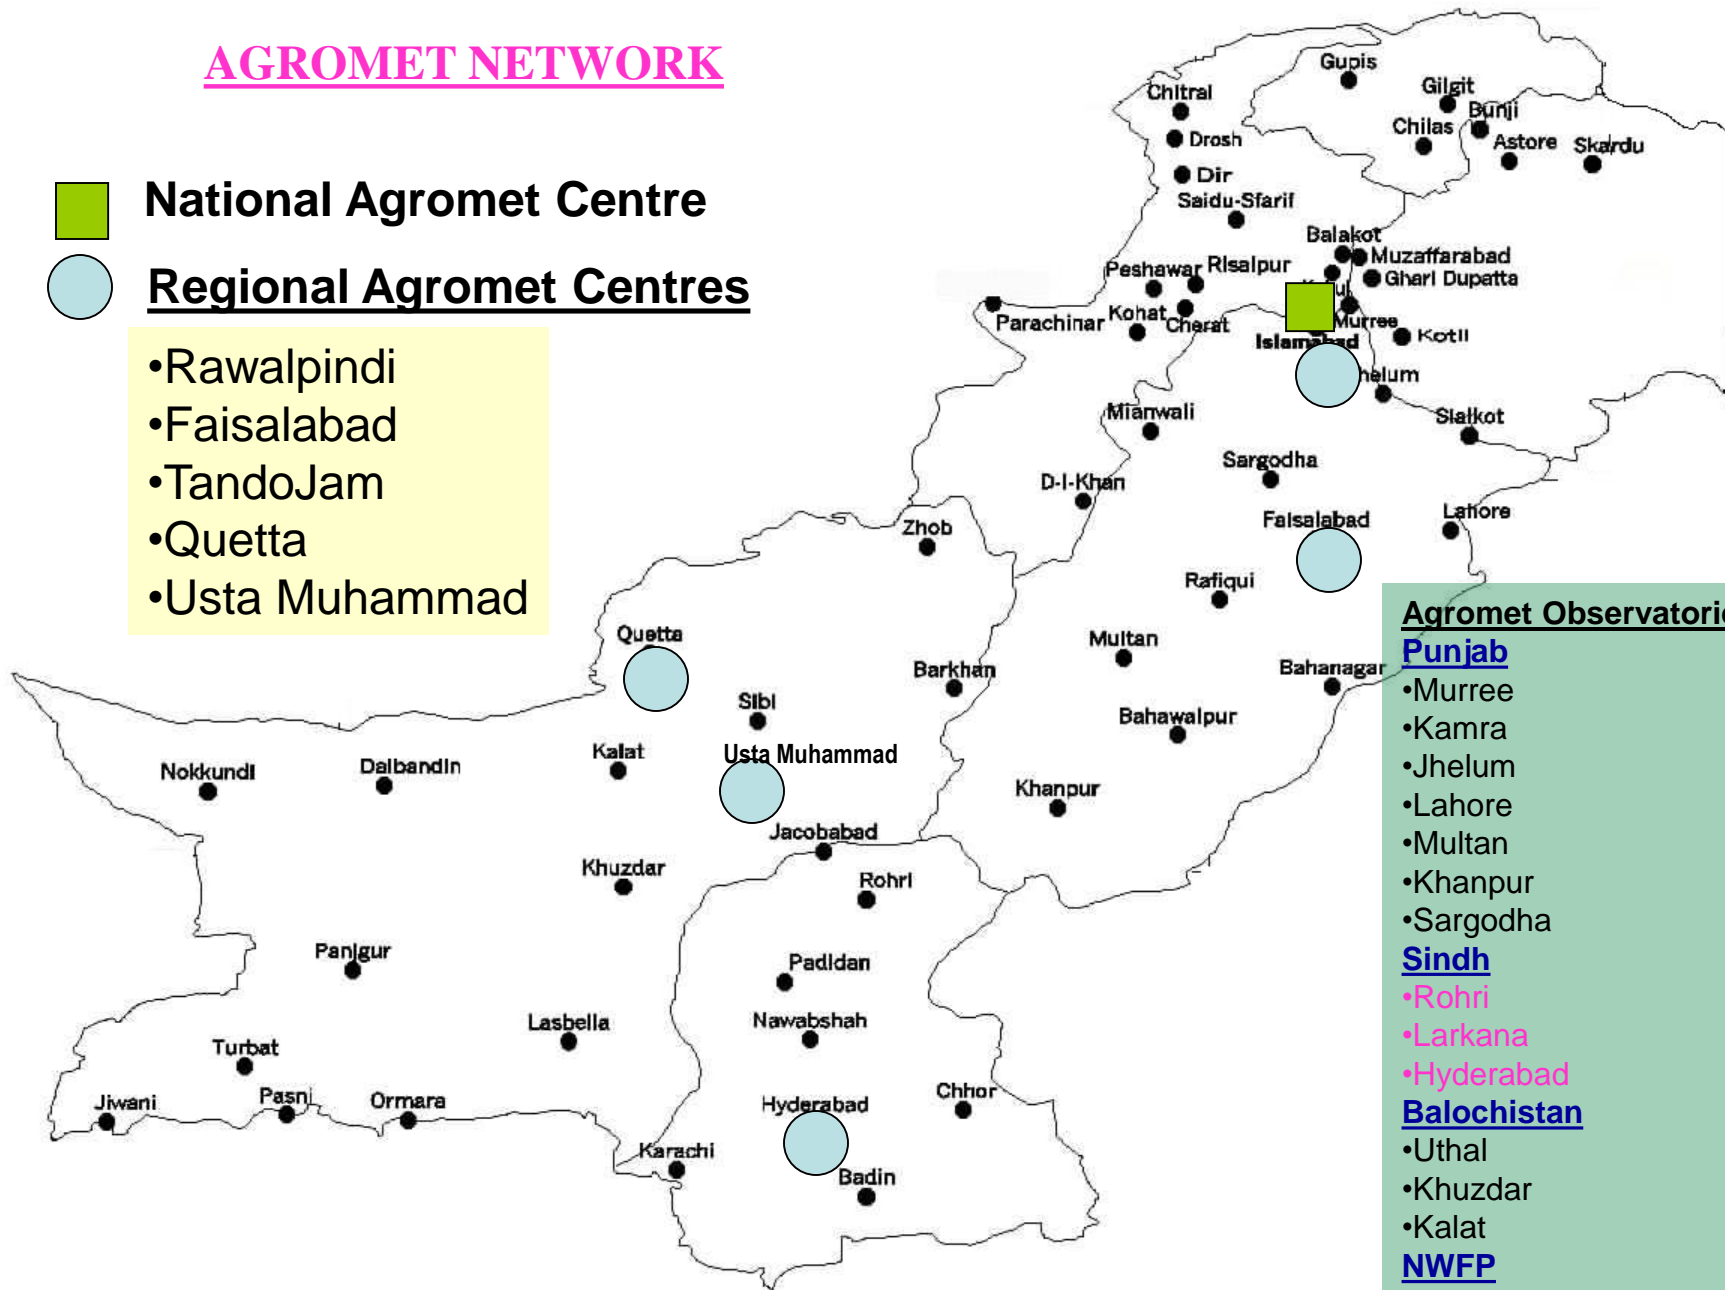 AGROMET NETWORK
National Agromet Centre
Regional Agromet Centres
•Rawalpindi
•Faisalabad
•TandoJam
•Quetta
•Usta Muhammad
Gupis
Chitral
Gilgit
Bunji
Drosh
Chilas
Astore
Skardu
Dir
Saidu-Sfarif
Balakot
Muzaffarabad
Peshawar
Risalpur
Ghari Dupatta
Parachinar
Kohat
Cherat
Murree
Islamabad
Kotli
helum
Mianwali
Sialkot
Sargodha
D-I-Khan
Faisalabad
Lahore
Zhob
Rafiqui
Quetta
Multan
Barkhan
Bahanagar
Sibi
Bahawalpur
Kalat
Usta Muhammad
Nokkundi
Dalbandin
Khanpur
Jacobabad
Khuzdar
Rohri
Panjgur
Padidan
Lasbella
Nawabshah
Turbat
Jiwani
Pasni
Ormara
Hyderabad
Chhor
Karachi
Badin
Agromet Observatorie
Punjab
•Murree
•Kamra
•Jhelum
•Lahore
•Multan
•Khanpur
•Sargodha
Sindh
•Rohri
•Larkana
•Hyderabad
Balochistan
•Uthal
•Khuzdar
•Kalat
NWFP